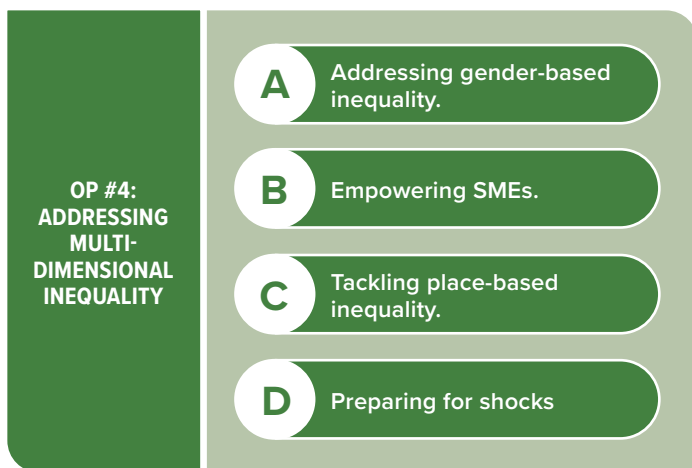 OP #4:
ADDRESSING
MULTI-
DIMENSIONAL
INEQUALITY
A
Addressing gender-based
inequality.
B
Empowering SMEs.
C
Tackling place-based
inequality.
D
Preparing for shocks